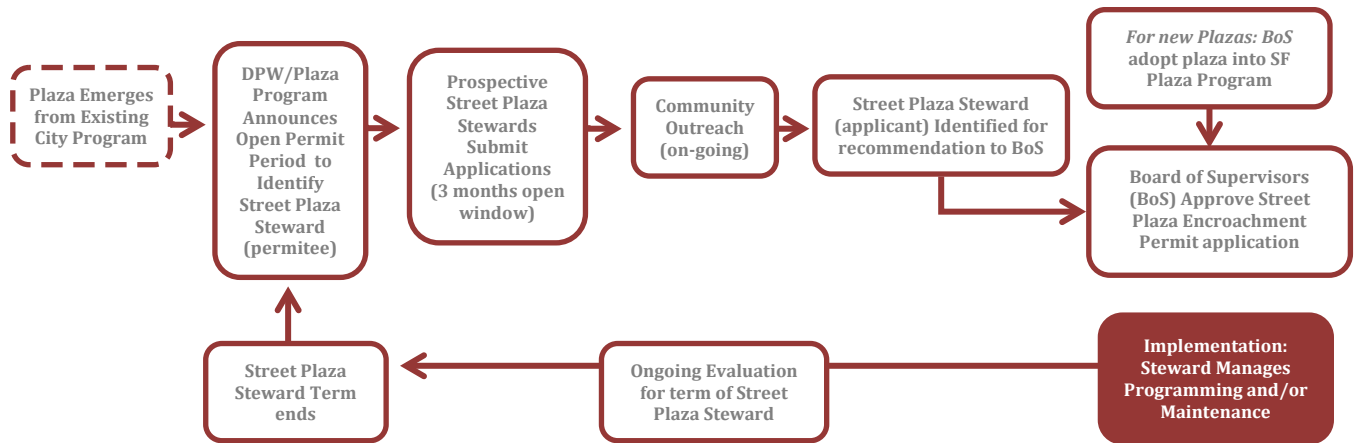 Plaza Emerges
from Existing
City Program
DPW/Plaza
Program
Announces
Open Permit
Period to
Identify
Street Plaza
Steward
(permitee)
Prospective
Street Plaza
Stewards
Submit
Applications
(3 months open
window)
Community
Outreach
(on-going)
Street Plaza Steward
(applicant) Identified for
recommendation to BoS
For new Plazas: BoS
adopt plaza into SF
Plaza Program
Board of Supervisors
(BoS) Approve Street
Plaza Encroachment
Permit application
Implementation:
Steward Manages
Programming and/or
Maintenance
Ongoing Evaluation
for term of Street
Plaza Steward
Street Plaza
Steward Term
ends